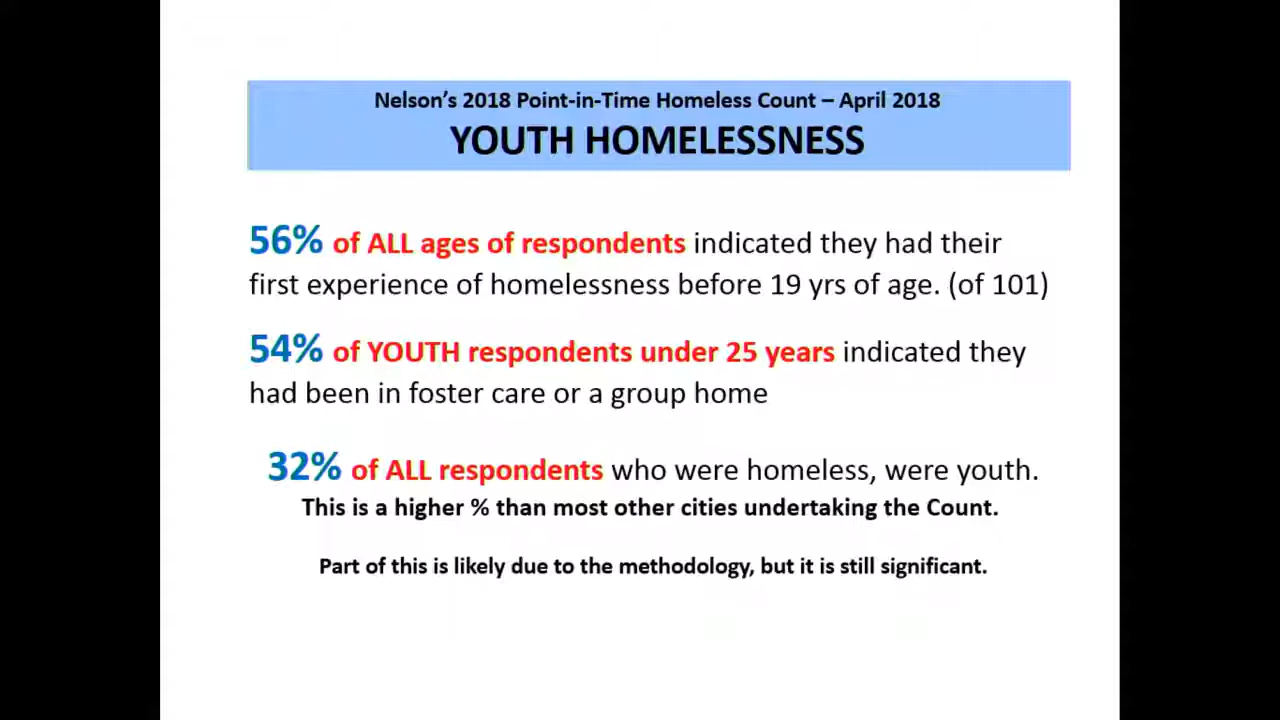 Nelson’s 2018 Point-in-Time Homeless Count – April 2018
YOUTH HOMELESSNESS
56% of ALL ages of respondents indicated they had their
first experience of homelessness before 19 yrs of age. (of 101)
54% of YOUTH respondents under 25 years indicated they
had been in foster care or a group home
32% of ALL respondents who were homeless, were youth.
This is a higher % than most other cities undertaking the Count.
Part of this is likely due to the methodology, but it is still significant.